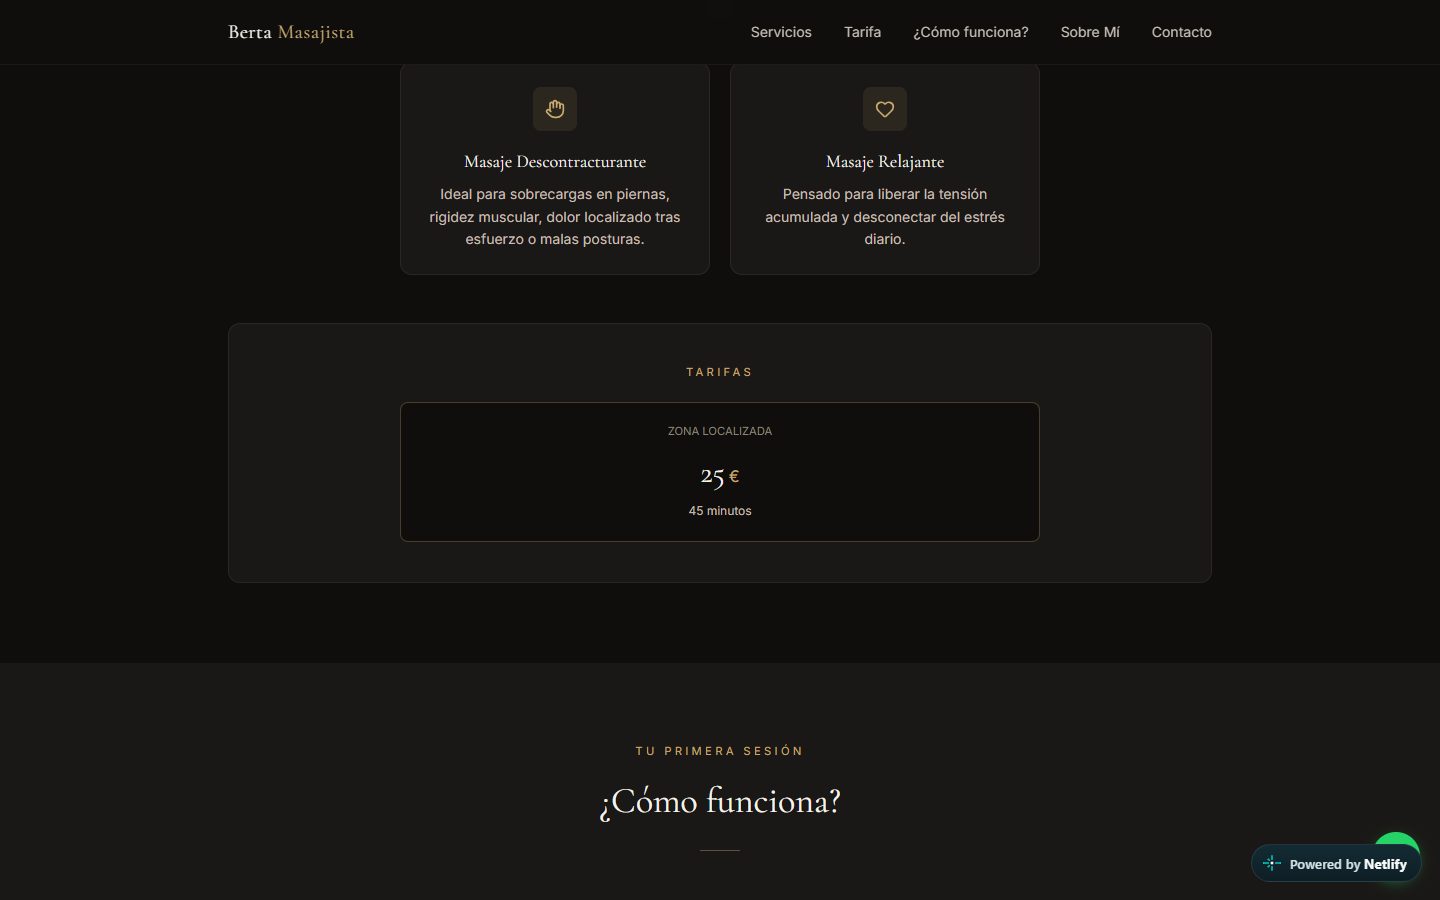 Berta Masajista
Servicios
Tarifa
¿Cómo funciona?
Sobre Mí
Contacto
Masaje Descontracturante
Ideal para sobrecargas en piernas,
rigidez muscular, dolor localizado tras
esfuerzo o malas posturas.
Masaje Relajante
Pensado para liberar la tensión
acumulada y desconectar del estrés
diario.
TARIFAS
ZONA LOCALIZADA
25 €
45 minutos
TU PRIMERA SESIÓN
¿Cómo funciona?
Powered by Netlify